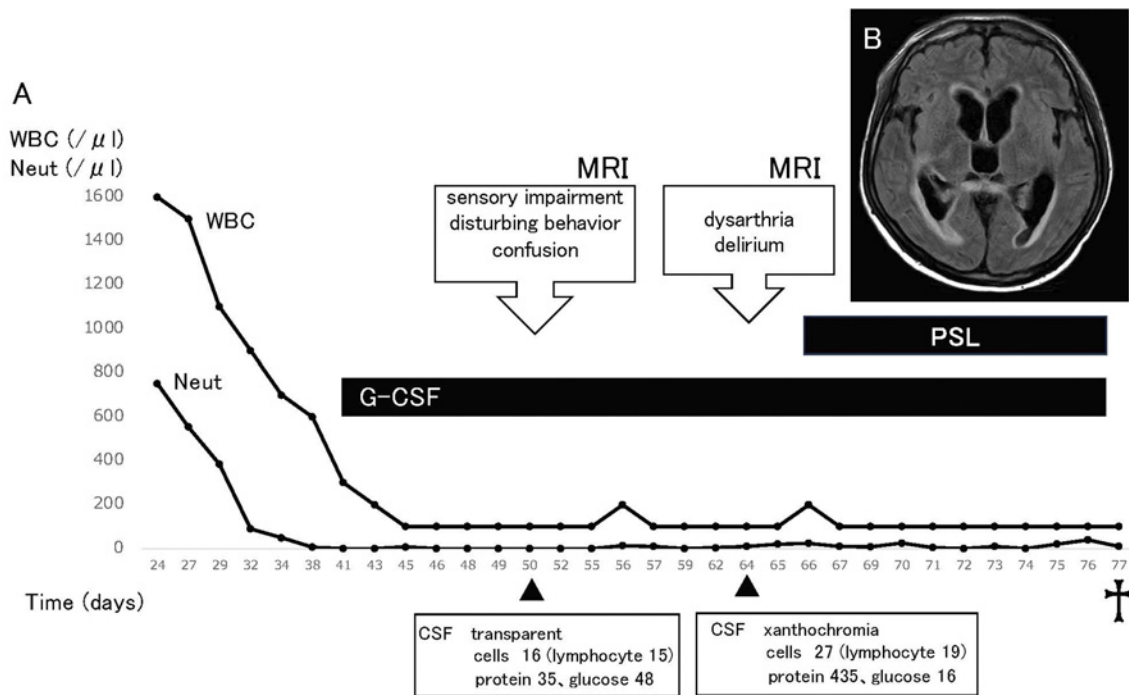 A
B
WBC (/μl)
Neut (/μl)
MRI
sensory impairment
disturbing behavior
confusion
MRI
dysarthria
delirium
1600
1400
1200
1000
800
600
400
200
0
WBC
Neut
PSL
G-CSF
24 27 29 32 34 38 41 43 45 46 48 49 50 52 55 56 57 59 62 64 65 66 67 69 70 71 73 74 75 76 77
Time (days)
CSF transparent
cells 16 (lymphocyte 15)
protein 35、glucose 48
CSF xanthochromia
cells 27 (lymphocyte 19)
protein 435、glucose 16